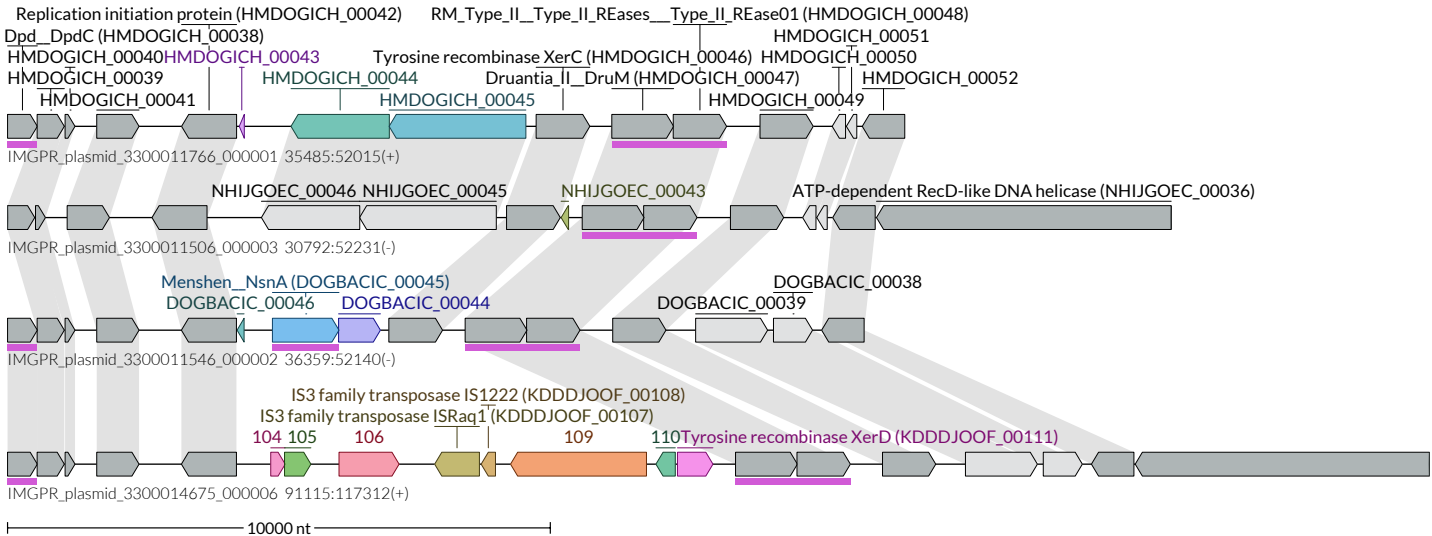 Replication initiation protein (HMDOGICH_00042) RM_Type_II__Type_II_REases___Type_II_REase01 (HMDOGICH_00048)
Dpd__DpdC (HMDOGICH_00038) HMDOGICH_00051
HMDOGICH_00040 HMDOGICH_00043 Tyrosine recombinase XerC (HMDOGICH_00046) HMDOGICH_00050
HMDOGICH_00039 HMDOGICH_00044 Druantia_II__DruM (HMDOGICH_00047) HMDOGICH_00052
HMDOGICH_00041 HMDOGICH_00045 HMDOGICH_00049
IMGPR_plasmid_3300011766_000001 35485:52015(+)
NHIJGOEC_00046 NHIJGOEC_00045 NHIJGOEC_00043 ATP-dependent RecD-like DNA helicase (NHIJGOEC_00036)
IMGPR_plasmid_3300011506_000003 30792:52231(-)
Menshen__NsnA (DOGBACIC_00045) DOGBACIC_00038
DOGBACIC_00046 DOGBACIC_00044 DOGBACIC_00039
IMGPR_plasmid_3300011546_000002 36359:52140(-)
IS3 family transposase IS1222 (KDDDJOOF_00108)
IS3 family transposase ISRaq1 (KDDDJOOF_00107)
104 105 106 109 110 Tyrosine recombinase XerD (KDDDJOOF_00111)
IMGPR_plasmid_3300014675_000006 91115:117312(+)
10000 nt